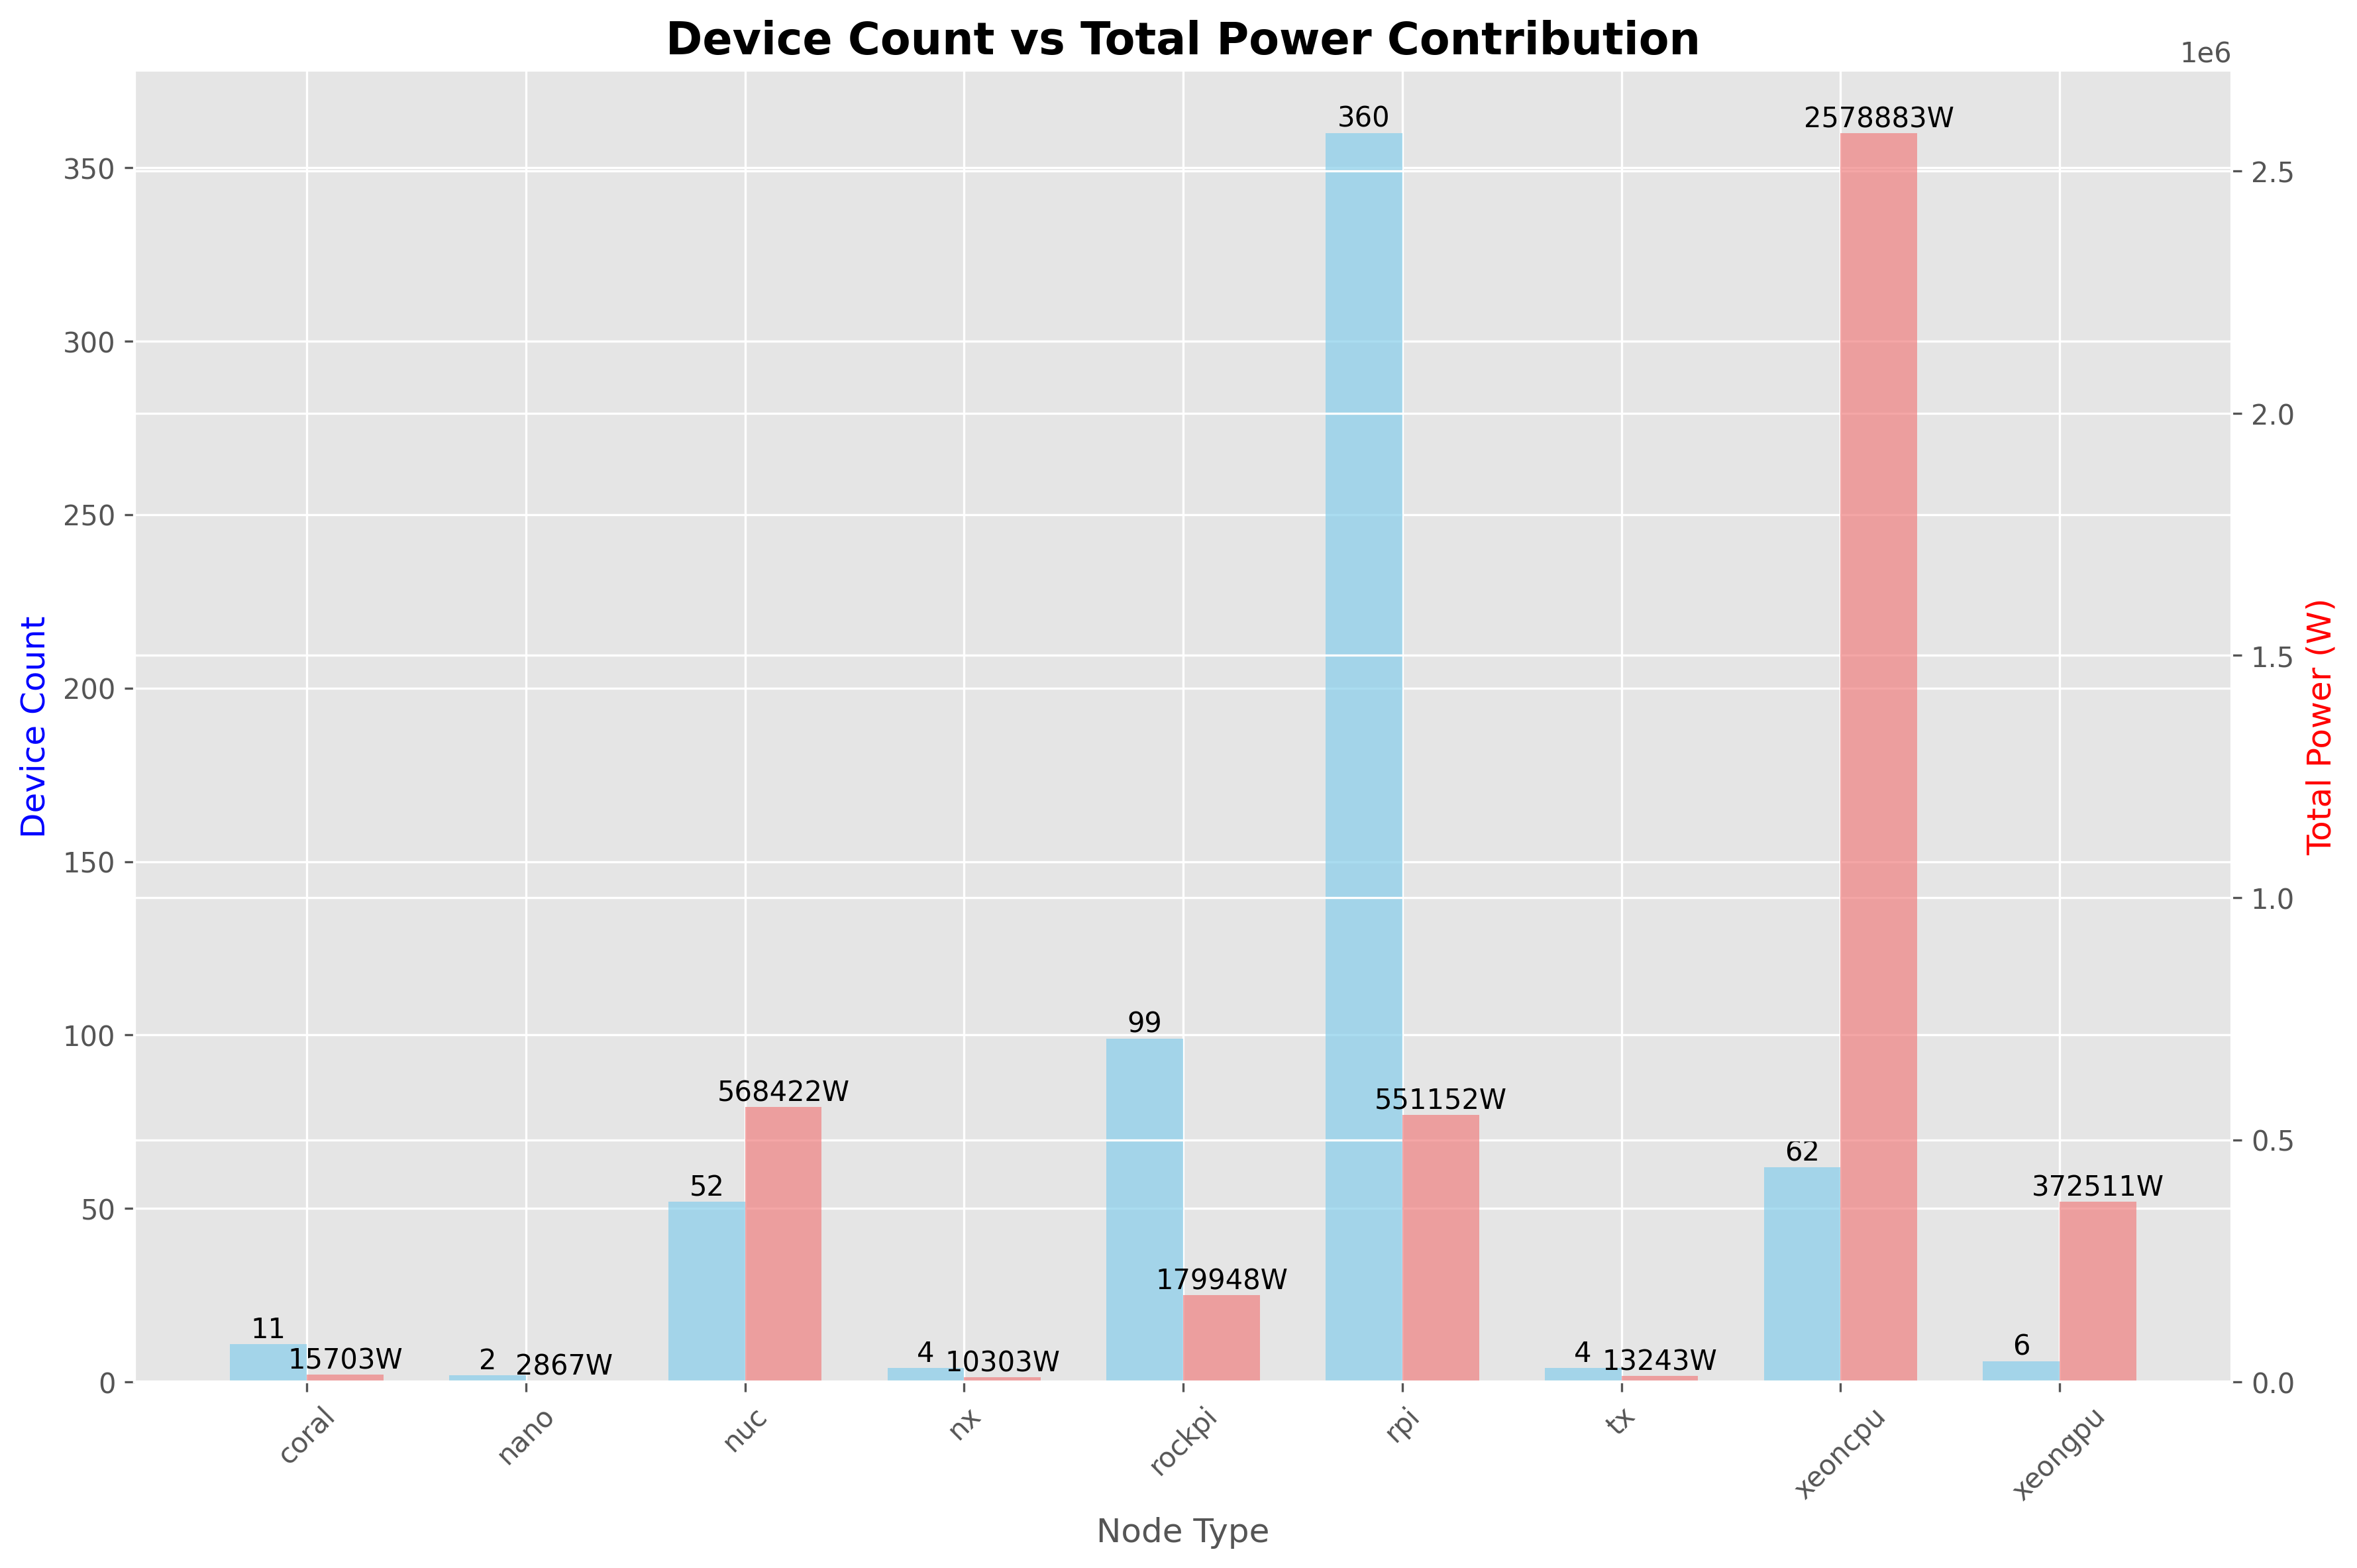 Device Count vs Total Power Contribution
1e6
360
2578883W
350
2.5
300
2.0
250
200
1.5
150
1.0
100
99
568422W
551152W
0.5
62
52
372511W
50
179948W
11
15703W
2
2867W
4
10303W
4
13243W
6
0
0.0
Device Count
Total Power (W)
coral
nano
nuc
nx
rockpi
rpi
tx
xeoncpu
xeongpu
Node Type